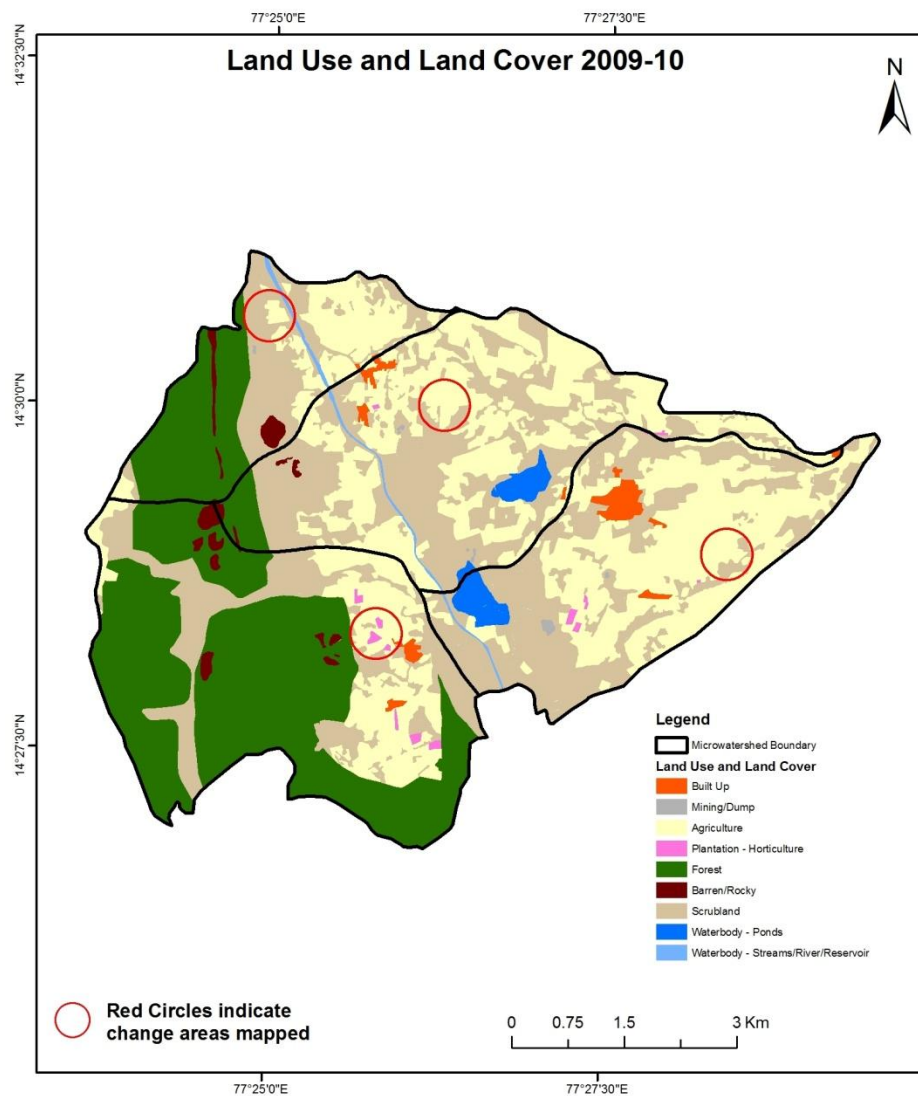 77°25'0"E 77°27'30"E
Land Use and Land Cover 2009-10
N
14°32'30"N
14°30'0"N
14°27'30"N
Legend
Microwatershed Boundary
Land Use and Land Cover
Built Up
Mining/Dump
Agriculture
Plantation - Horticulture
Forest
Barren/Rocky
Scrubland
Waterbody - Ponds
Waterbody - Streams/River/Reservoir
Red Circles indicate
change areas mapped
0 0.75 1.5 3 Km
77°25'0"E 77°27'30"E